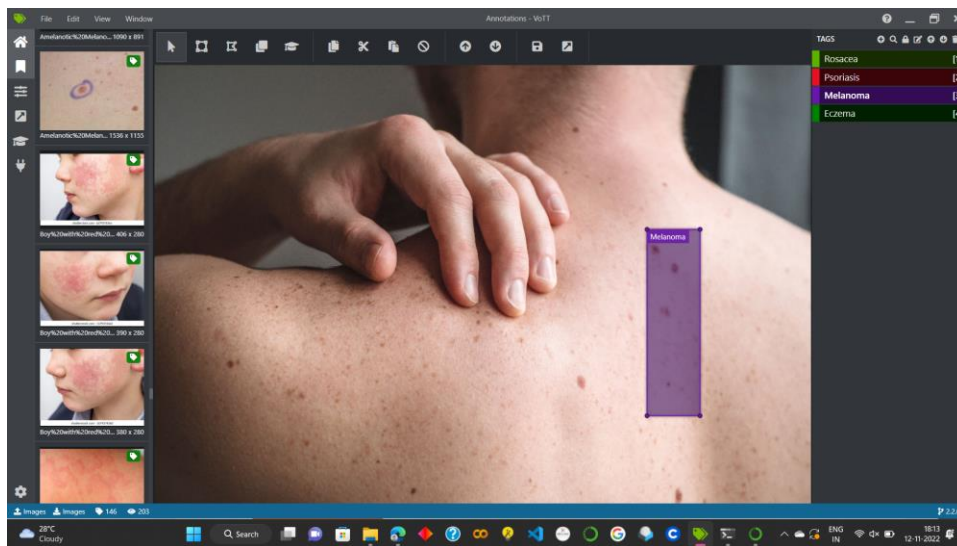 File Edit View Window
Annotations - VoTT
Amelanotic%20Melano... 1090 x 891
Amelanotic%20Melan... 1536 x 1155
Boy%20with%20red%20... 406 x 280
Boy%20with%20red%20... 390 x 280
Boy%20with%20red%20... 380 x 280
Melanoma
TAGS
Rosacea
Psoriasis
Melanoma
Eczema
Images
Images
146
203
28°C
Cloudy
Search
ENG
IN
18:13
12-11-2022